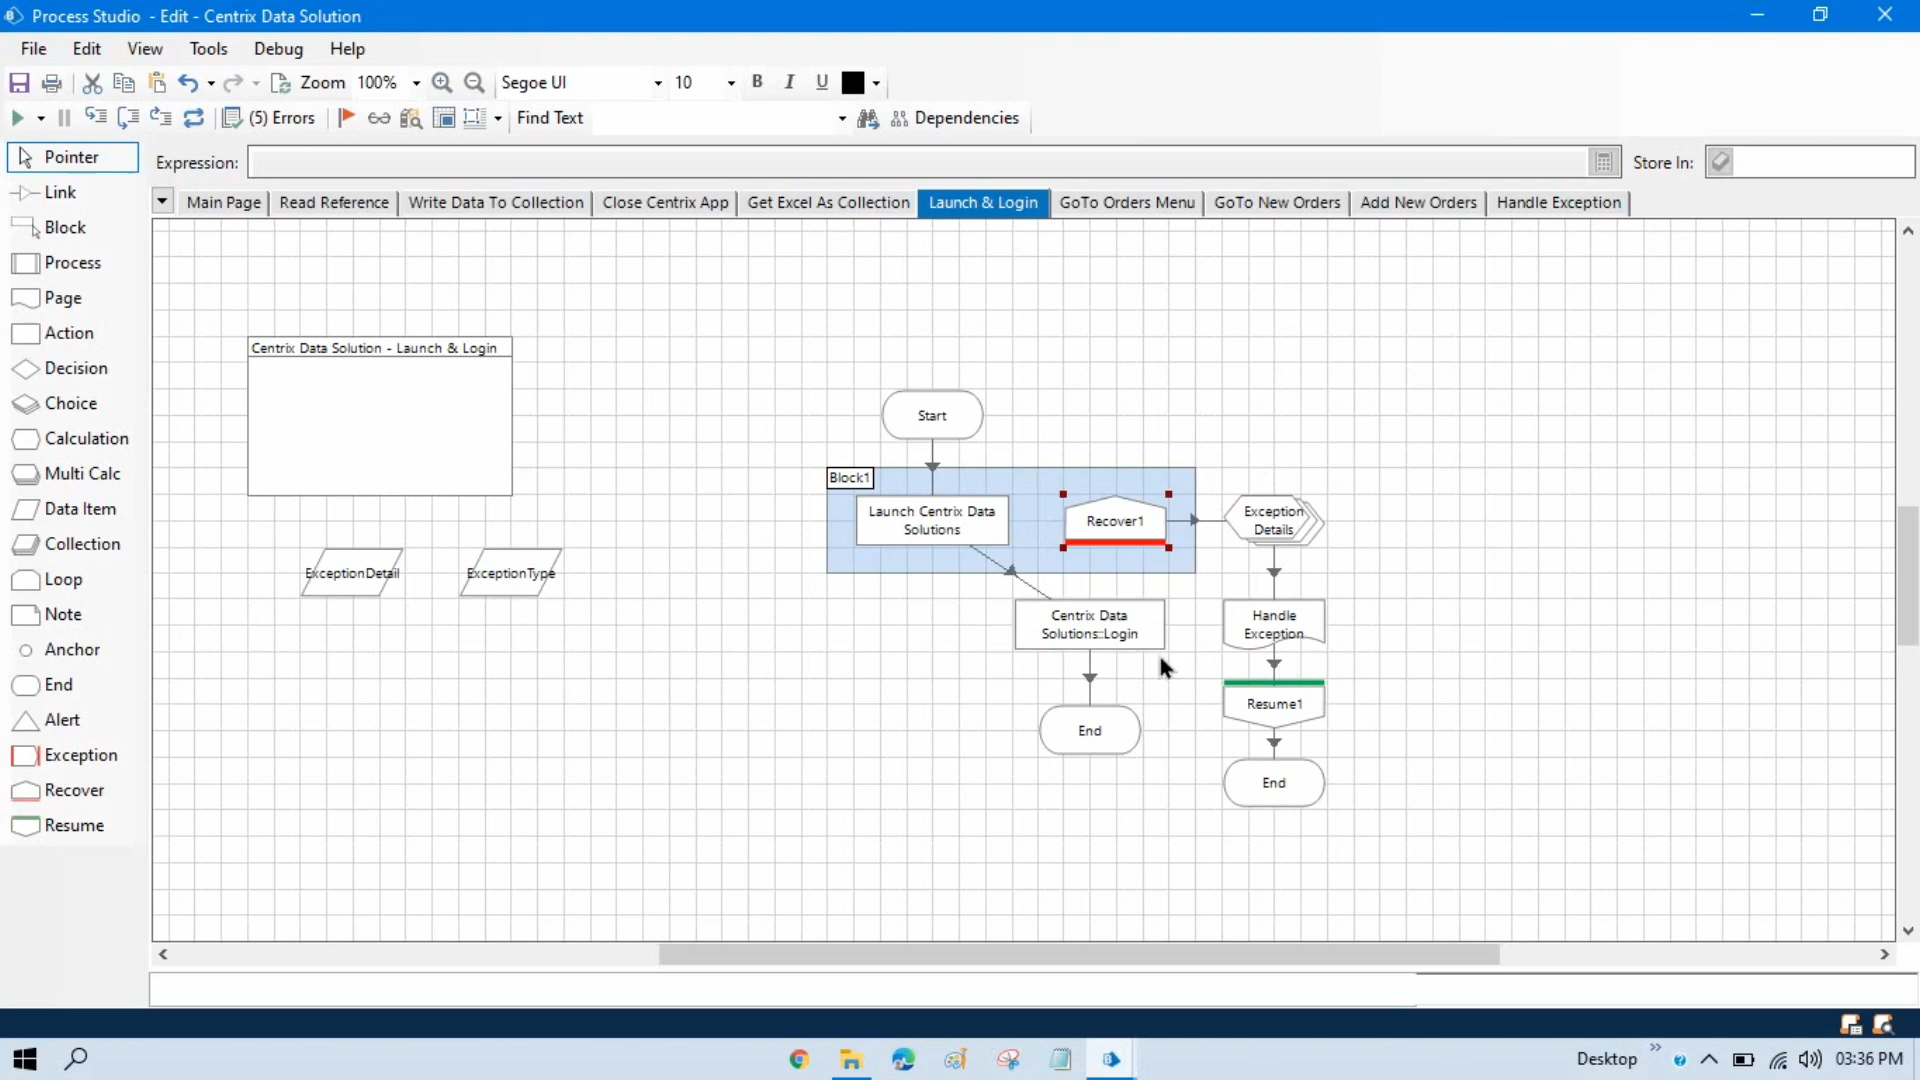 Process Studio - Edit - Centrix Data Solution
File Edit View Tools Debug Help
Zoom 100% Segoe UI 10 B I U
(5) Errors Find Text Dependencies
Pointer
Expression: Store In:
Link
Main Page Read Reference Write Data To Collection Close Centrix App Get Excel As Collection Launch & Login GoTo Orders Menu GoTo New Orders Add New Orders Handle Exception
Block
Process
Page
Action
Decision
Choice
Calculation
Multi Calc
Data Item
Collection
Loop
Note
Anchor
End
Alert
Exception
Recover
Resume
Centrix Data Solution - Launch & Login
ExceptionDetail ExceptionType
Start
Block1
Launch Centrix Data
Solutions
Recover1
Exception
Details
Centrix Data
Solutions::Login
Handle
Exception
Resume1
End
End
Desktop 03:36 PM